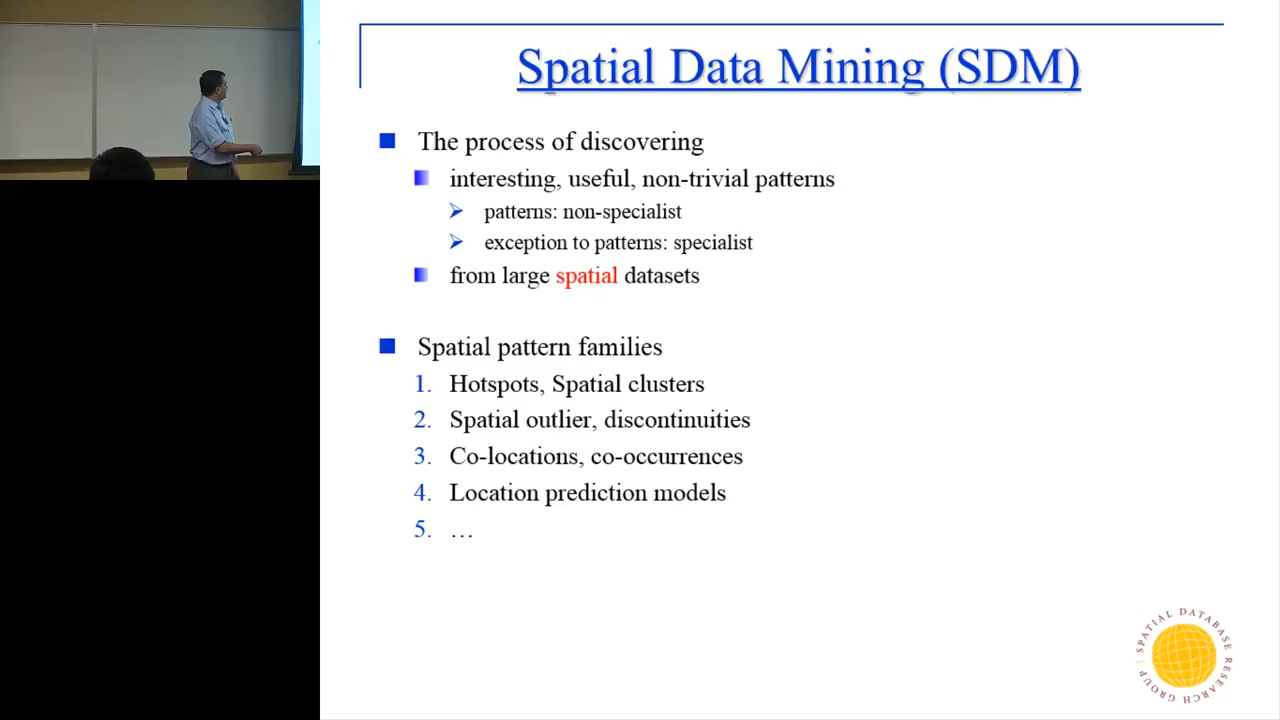 Spatial Data Mining (SDM)
The process of discovering
interesting, useful, non-trivial patterns
patterns: non-specialist
exception to patterns: specialist
from large spatial datasets
Spatial pattern families
1. Hotspots, Spatial clusters
2. Spatial outlier, discontinuities
3. Co-locations, co-occurrences
4. Location prediction models
5. …
SPATIAL DATABASE RESEARCH GROUP |